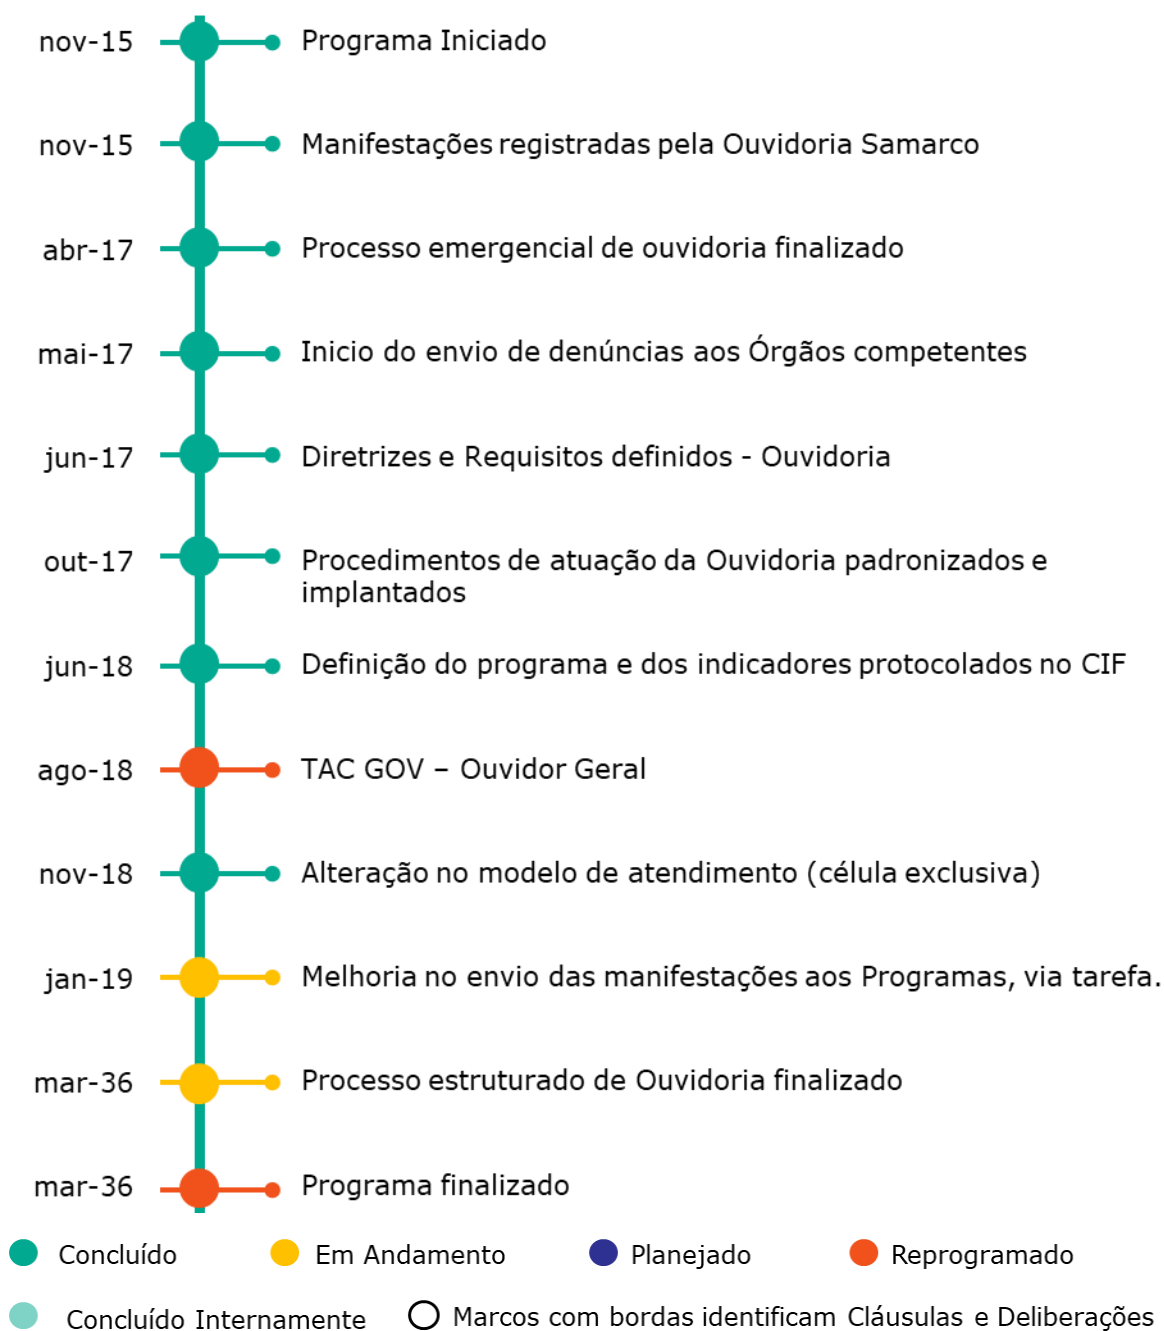 nov-15 Programa Iniciado
nov-15 Manifestações registradas pela Ouvidoria Samarco
abr-17 Processo emergencial de ouvidoria finalizado
mai-17 Inicio do envio de denúncias aos Órgãos competentes
jun-17 Diretrizes e Requisitos definidos - Ouvidoria
out-17 Procedimentos de atuação da Ouvidoria padronizados e
implantados
jun-18 Definição do programa e dos indicadores protocolados no CIF
ago-18 TAC GOV – Ouvidor Geral
nov-18 Alteração no modelo de atendimento (célula exclusiva)
jan-19 Melhoria no envio das manifestações aos Programas, via tarefa.
mar-36 Processo estruturado de Ouvidoria finalizado
mar-36 Programa finalizado
Concluído Em Andamento Planejado Reprogramado
Concluído Internamente Marcos com bordas identificam Cláusulas e Deliberações